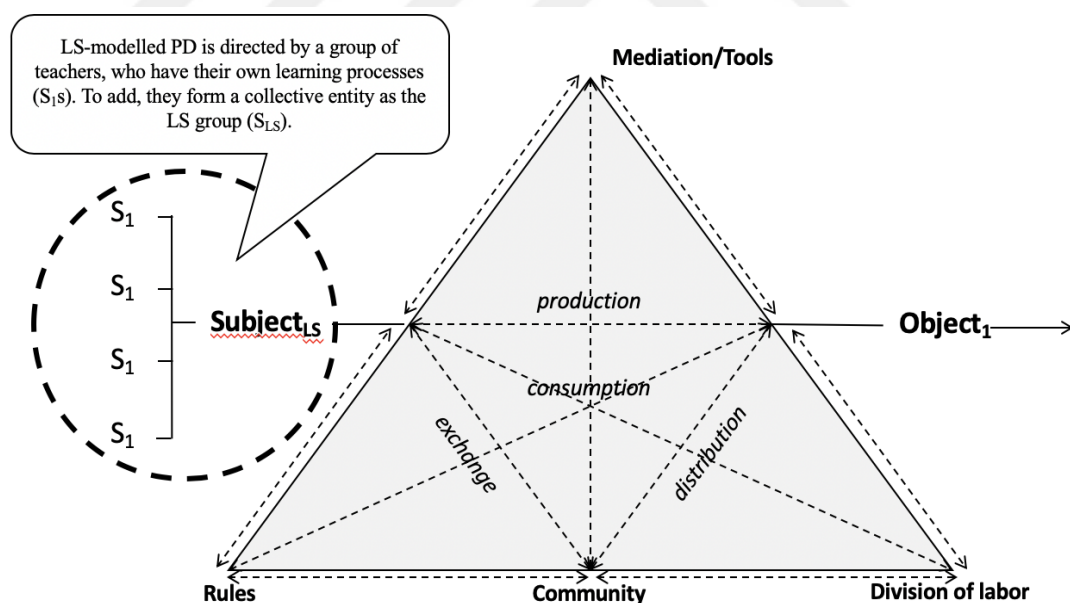 LS-modelled PD is directed by a group of
teachers, who have their own learning processes
(S₁s). To add, they form a collective entity as the
LS group (S_LS).
Mediation/Tools
S₁
S₁
production
Subject_LS
Object₁
S₁
consumption
S₁
exchange
distribution
Rules
Community
Division of labor